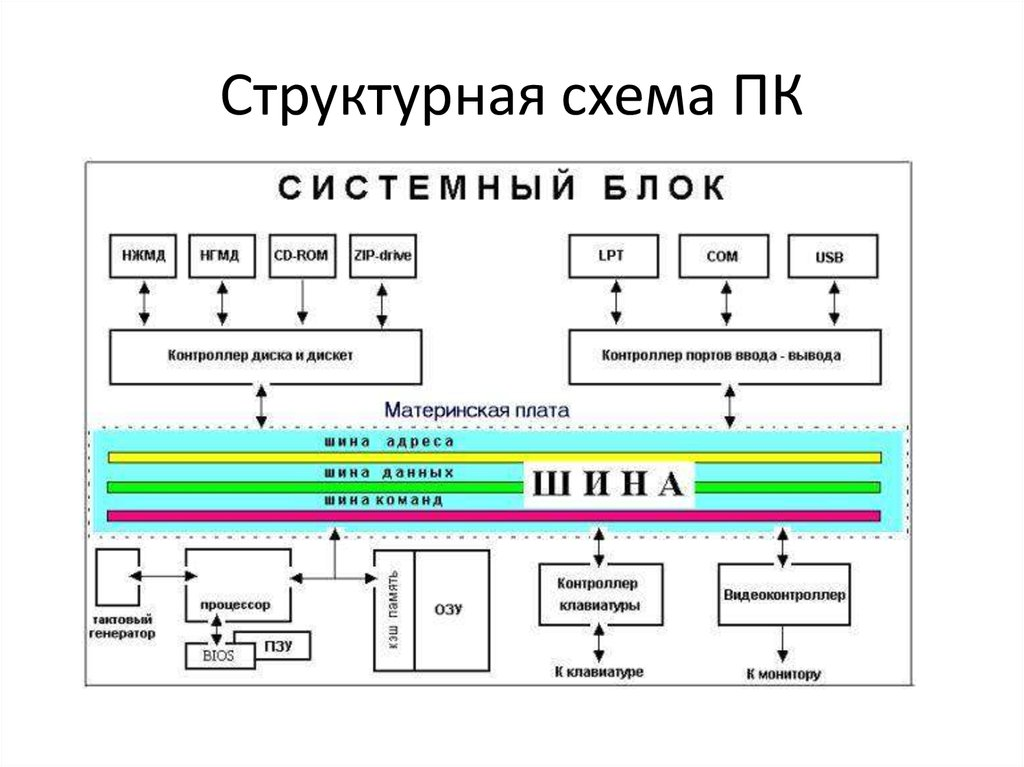 Структурная схема ПК
СИСТЕМНЫЙ БЛОК
НЖМД НГМД CD-ROM ZIP-drive LPT COM USB
Контроллер диска и дискет
Контроллер портов ввода - вывода
Материнская плата
шина адреса
шина данных
шина команд
ШИНА
тактовый
генератор
процессор
BIOS
ПЗУ
кэш память
ОЗУ
Контроллер
клавиатуры
К клавиатуре
Видеоконтроллер
К монитору